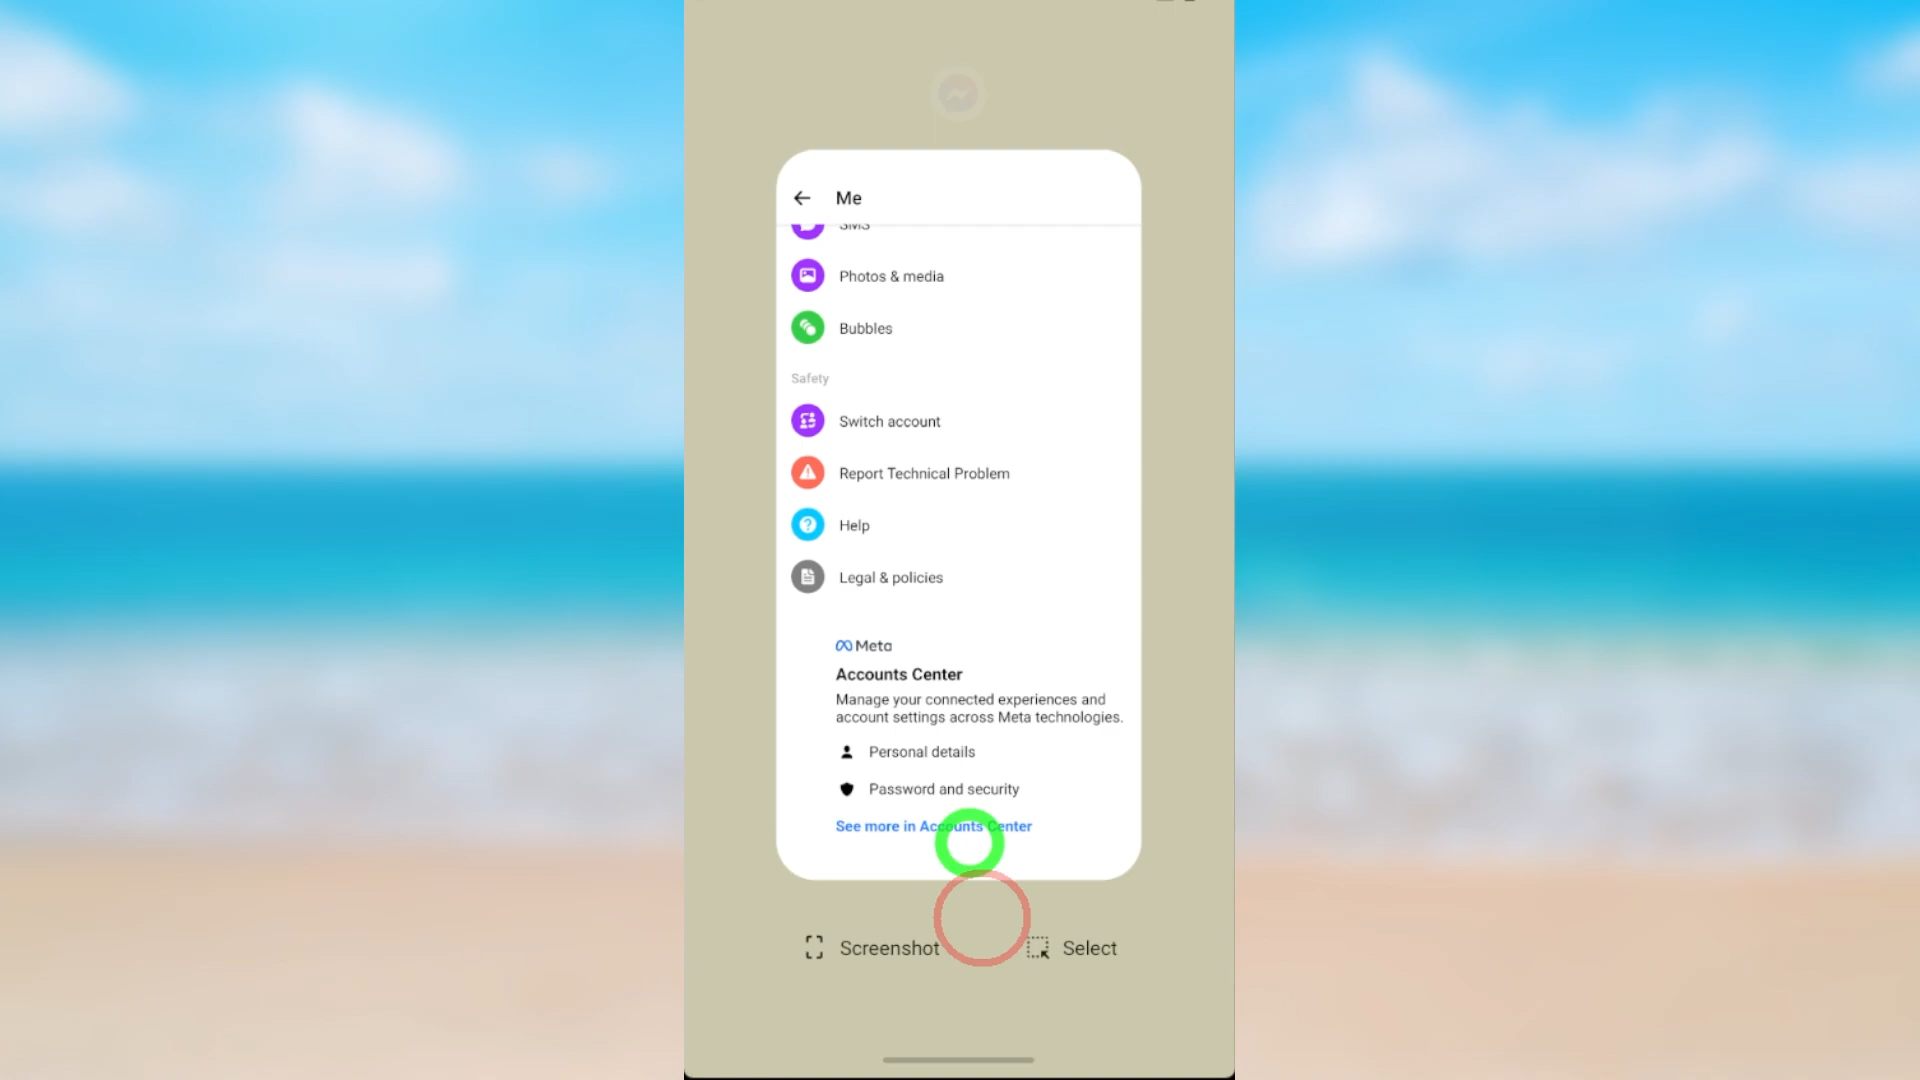 Me
SMS
Photos & media
Bubbles
Safety
Switch account
Report Technical Problem
Help
Legal & policies
Meta
Accounts Center
Manage your connected experiences and
account settings across Meta technologies.
Personal details
Password and security
See more in Accounts Center
Screenshot
Select